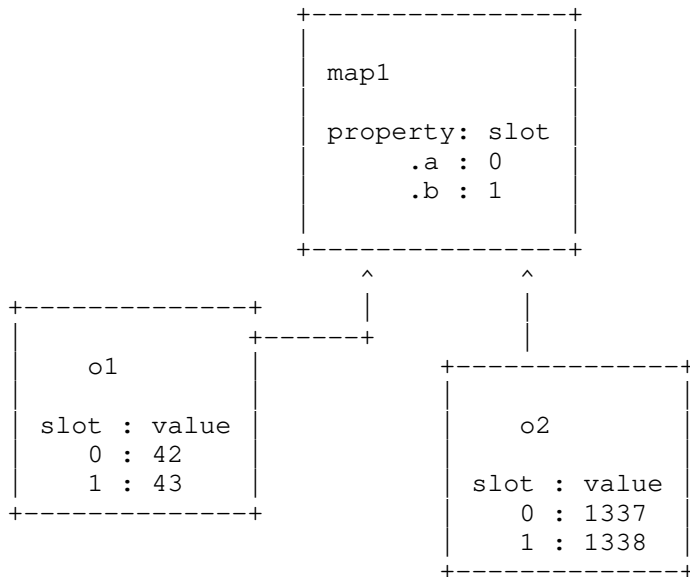 map1
property: slot
.a : 0
.b : 1
o1
slot : value
0 : 42
1 : 43
o2
slot : value
0 : 1337
1 : 1338